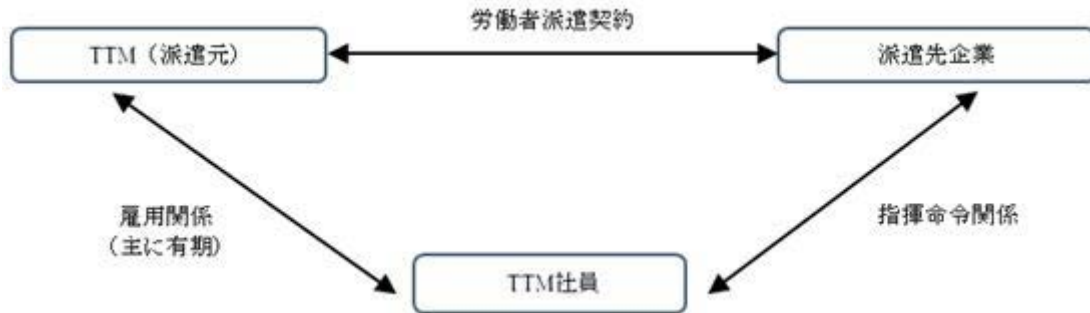 労働者派遣契約
TTM（派遣元）
派遣先企業
雇用関係
（主に有期）
指揮命令関係
TTM社員